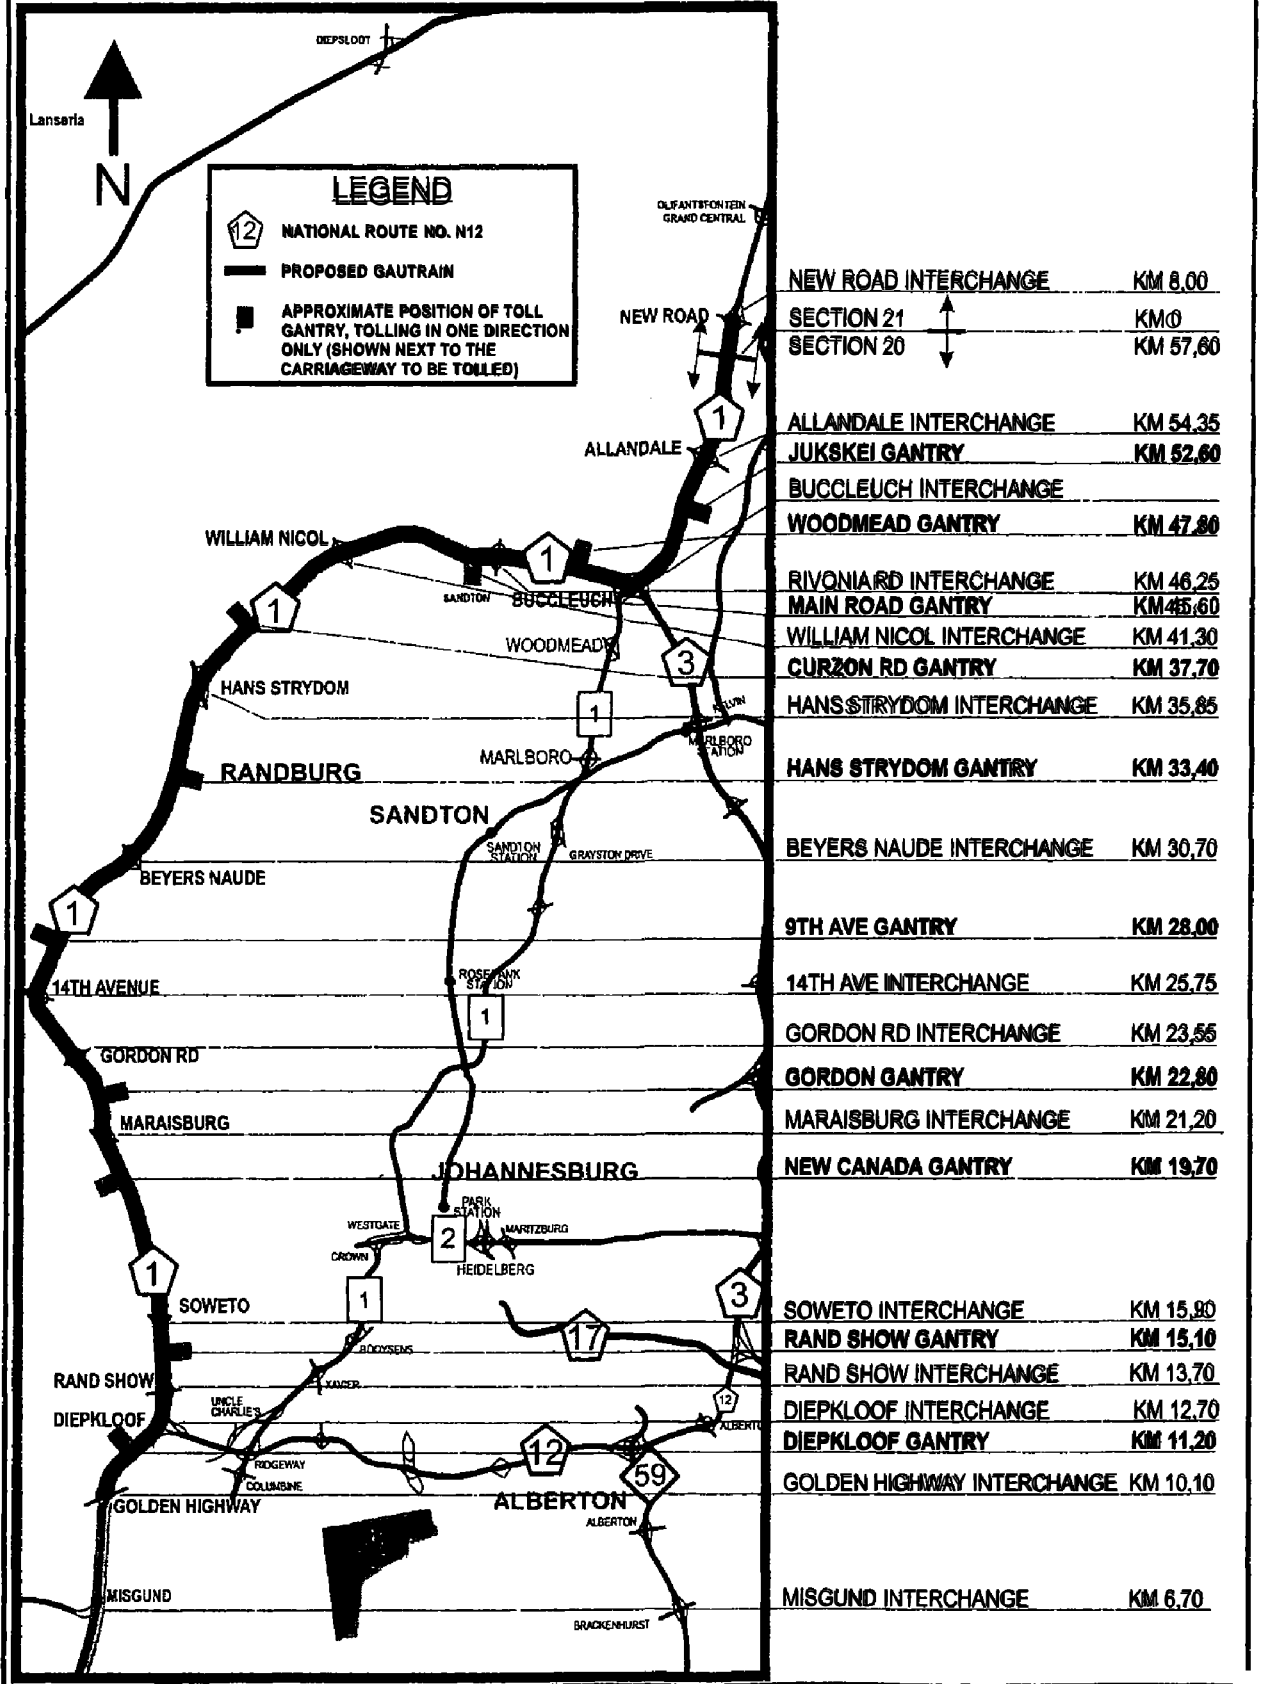 DIEPSLOOT
Lanseria
N
LEGEND
12 NATIONAL ROUTE NO. N12
PROPOSED GAUTRAIN
APPROXIMATE POSITION OF TOLL
GANTRY, TOLLING IN ONE DIRECTION
ONLY (SHOWN NEXT TO THE
CARRIAGEWAY TO BE TOLLED)
OLIFANTSFONTEIN
GRAND CENTRAL
NEW ROAD
1
ALLANDALE
WILLIAM NICOL
1
SANDTON
BUCCLEUCH
1
WOODMEAD
3
HANS STRYDOM
1
KELVIN
MARLBORO
STATION
MARLBORO
RANDBURG
SANDTON
SANDTON
STATION
GRAYSTON DRIVE
BEYERS NAUDE
1
ROSEBANK
STATION
14TH AVENUE
1
GORDON RD
MARAISBURG
JOHANNESBURG
PARK
STATION
WESTGATE
2
MARITZBURG
CROWN
HEIDELBERG
1
1
3
SOWETO
17
BOOYSENS
RAND SHOW
XAVIER
UNCLE
CHARLIE'S
12
DIEPKLOOF
ALBERT
12
RIDGEWAY
59
COLUMBINE
GOLDEN HIGHWAY
ALBERTON
ALBERTON
MISGUND
BRACKENHURST
NEW ROAD INTERCHANGE KM 8,00
SECTION 21 KM 0
SECTION 20 KM 57,60
ALLANDALE INTERCHANGE KM 54,35
JUKSKEI GANTRY KM 52,60
BUCCLEUCH INTERCHANGE
WOODMEAD GANTRY KM 47,80
RIVONIA RD INTERCHANGE KM 46,25
MAIN ROAD GANTRY KM45,60
WILLIAM NICOL INTERCHANGE KM 41,30
CURZON RD GANTRY KM 37,70
HANS STRYDOM INTERCHANGE KM 35,85
HANS STRYDOM GANTRY KM 33,40
BEYERS NAUDE INTERCHANGE KM 30,70
9TH AVE GANTRY KM 28,00
14TH AVE INTERCHANGE KM 25,75
GORDON RD INTERCHANGE KM 23,55
GORDON GANTRY KM 22,80
MARAISBURG INTERCHANGE KM 21,20
NEW CANADA GANTRY KM 19,70
SOWETO INTERCHANGE KM 15,90
RAND SHOW GANTRY KM 15,10
RAND SHOW INTERCHANGE KM 13,70
DIEPKLOOF INTERCHANGE KM 12,70
DIEPKLOOF GANTRY KM 11,20
GOLDEN HIGHWAY INTERCHANGE KM 10,10
MISGUND INTERCHANGE KM 6,70